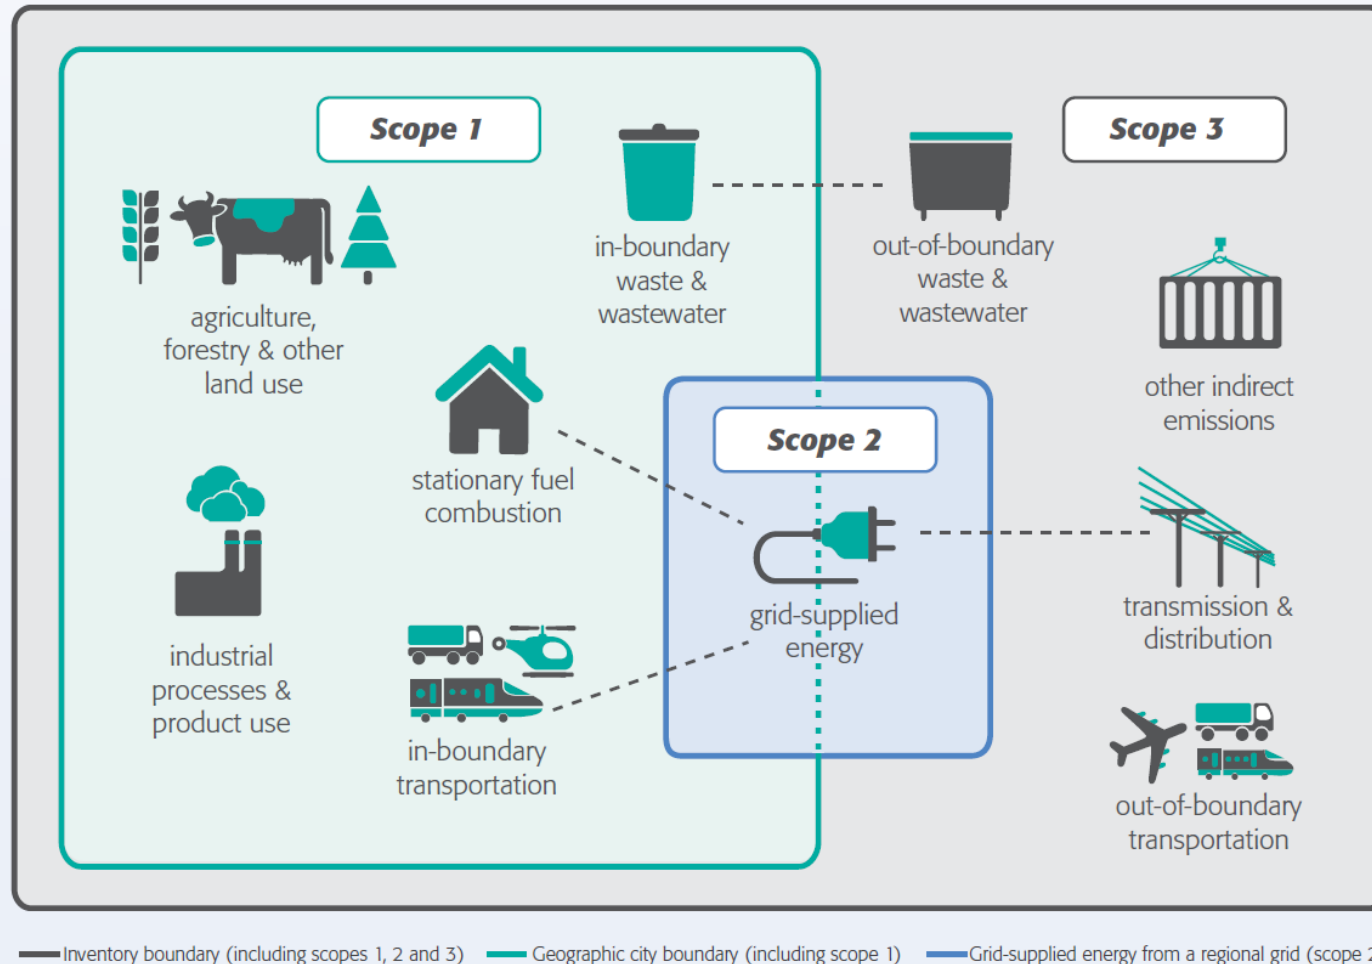 Scope 1
Scope 3
in-boundary
waste &
wastewater
out-of-boundary
waste &
wastewater
agriculture,
forestry & other
land use
other indirect
emissions
Scope 2
stationary fuel
combustion
grid-supplied
energy
transmission &
distribution
industrial
processes &
product use
in-boundary
transportation
out-of-boundary
transportation
Inventory boundary (including scopes 1, 2 and 3)
Geographic city boundary (including scope 1)
Grid-supplied energy from a regional grid (scope 2